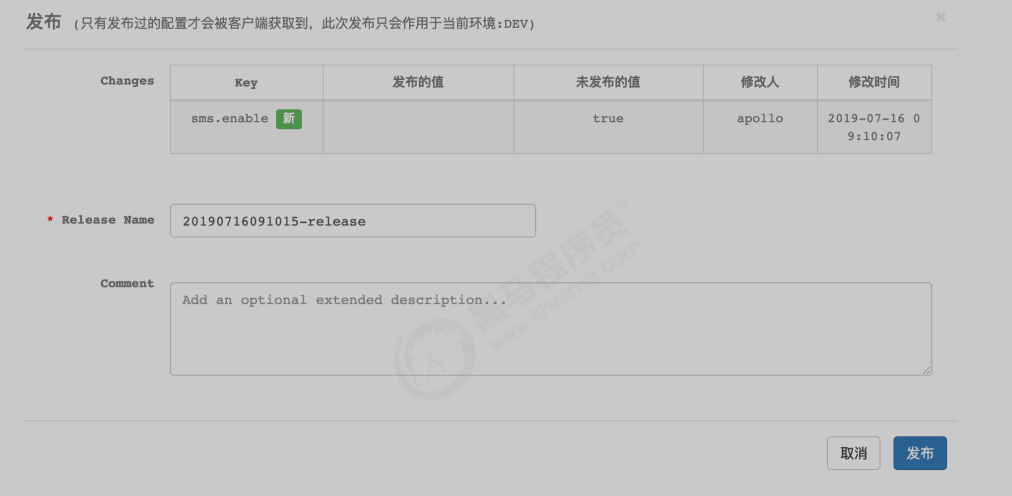 发布 (只有发布过的配置才会被客户端获取到，此次发布只会作用于当前环境:DEV)
×
Changes
Key 发布的值 未发布的值 修改人 修改时间
sms.enable 新 true apollo 2019-07-16 0
9:10:07
* Release Name 20190716091015-release
Comment
Add an optional extended description...
黑马程序员
www.itheima.com
取消 发布